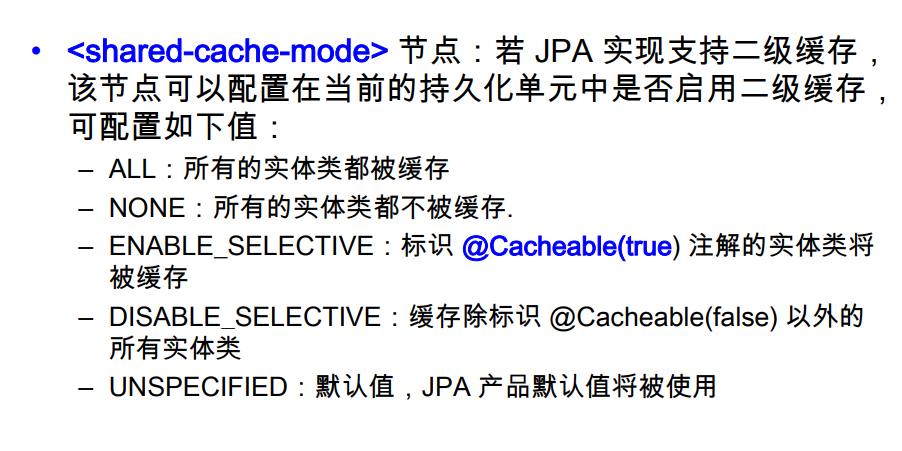 • <shared-cache-mode> 节点：若 JPA 实现支持二级缓存，
该节点可以配置在当前的持久化单元中是否启用二级缓存，
可配置如下值：
– ALL：所有的实体类都被缓存
– NONE：所有的实体类都不被缓存.
– ENABLE_SELECTIVE：标识 @Cacheable(true) 注解的实体类将
被缓存
– DISABLE_SELECTIVE：缓存除标识 @Cacheable(false) 以外的
所有实体类
– UNSPECIFIED：默认值，JPA 产品默认值将被使用